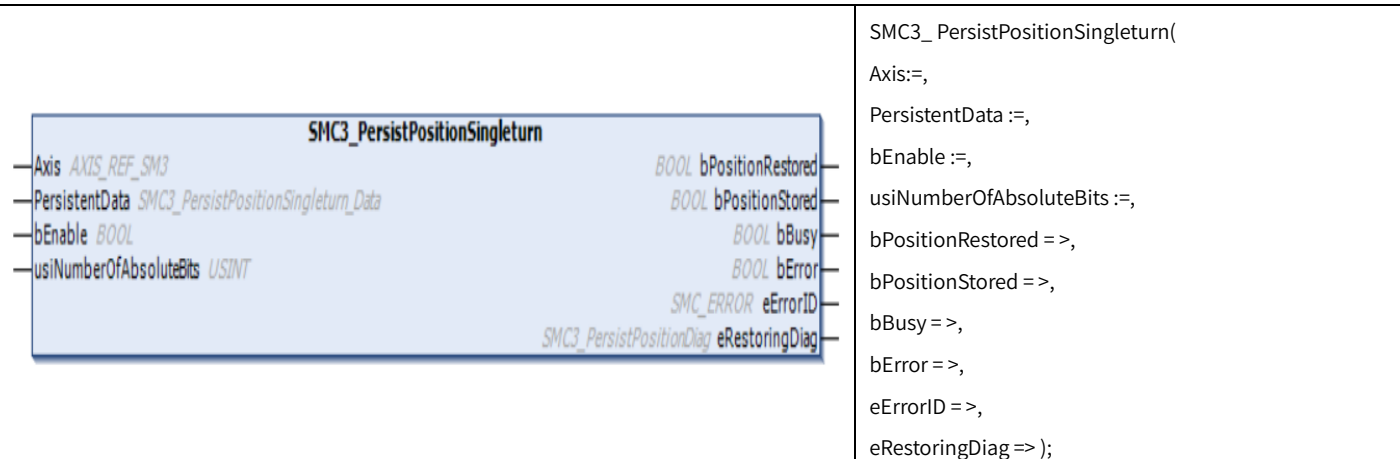 SMC3_PersistPositionSingleturn
Axis AXIS_REF_SM3
PersistentData SMC3_PersistPositionSingleturn_Data
bEnable BOOL
usiNumberOfAbsoluteBits USINT
BOOL bPositionRestored
BOOL bPositionStored
BOOL bBusy
BOOL bError
SMC_ERROR eErrorID
SMC3_PersistPositionDiag eRestoringDiag
SMC3_ PersistPositionSingleturn(
Axis:=,
PersistentData :=,
bEnable :=,
usiNumberOfAbsoluteBits :=,
bPositionRestored = >,
bPositionStored = >,
bBusy = >,
bError = >,
eErrorID = >,
eRestoringDiag => );